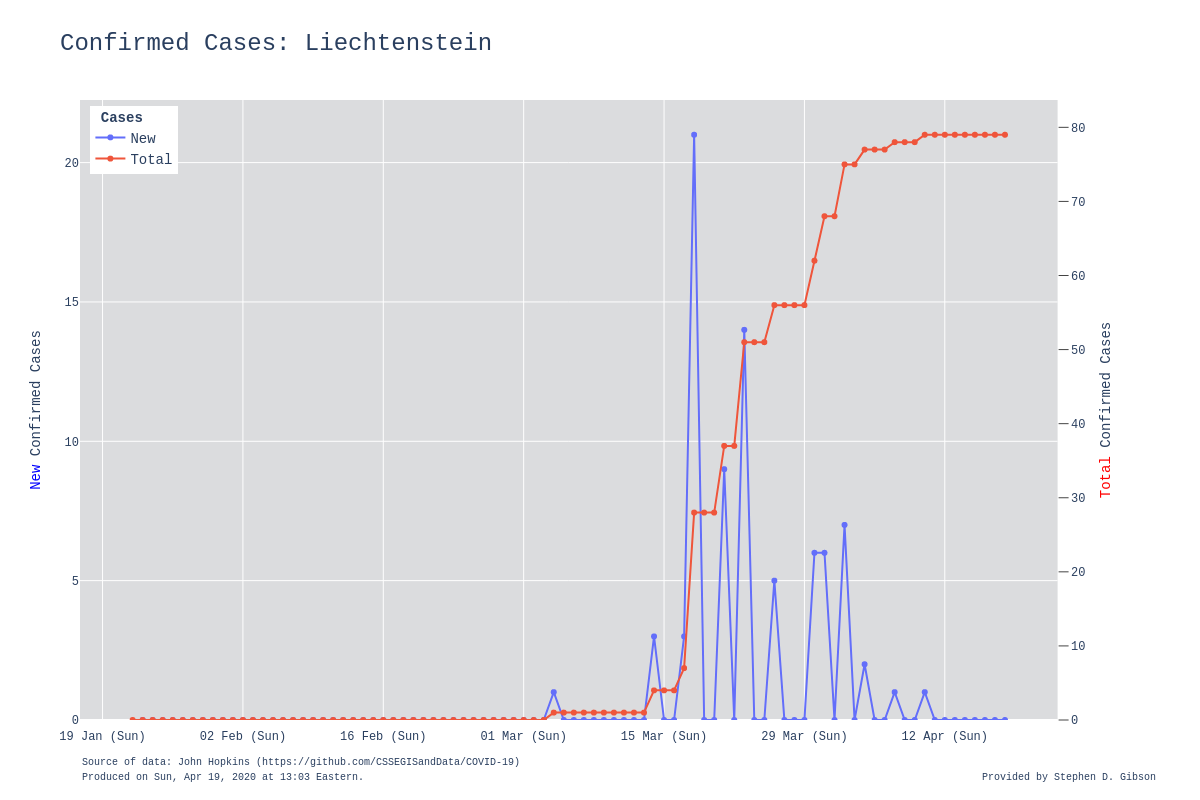 Confirmed Cases: Liechtenstein
Cases
New
Total
20
15
10
5
0
80
70
60
50
40
30
20
10
0
New Confirmed Cases
Total Confirmed Cases
19 Jan (Sun) 02 Feb (Sun) 16 Feb (Sun) 01 Mar (Sun) 15 Mar (Sun) 29 Mar (Sun) 12 Apr (Sun)
Source of data: John Hopkins (https://github.com/CSSEGISandData/COVID-19)
Produced on Sun, Apr 19, 2020 at 13:03 Eastern.
Provided by Stephen D. Gibson